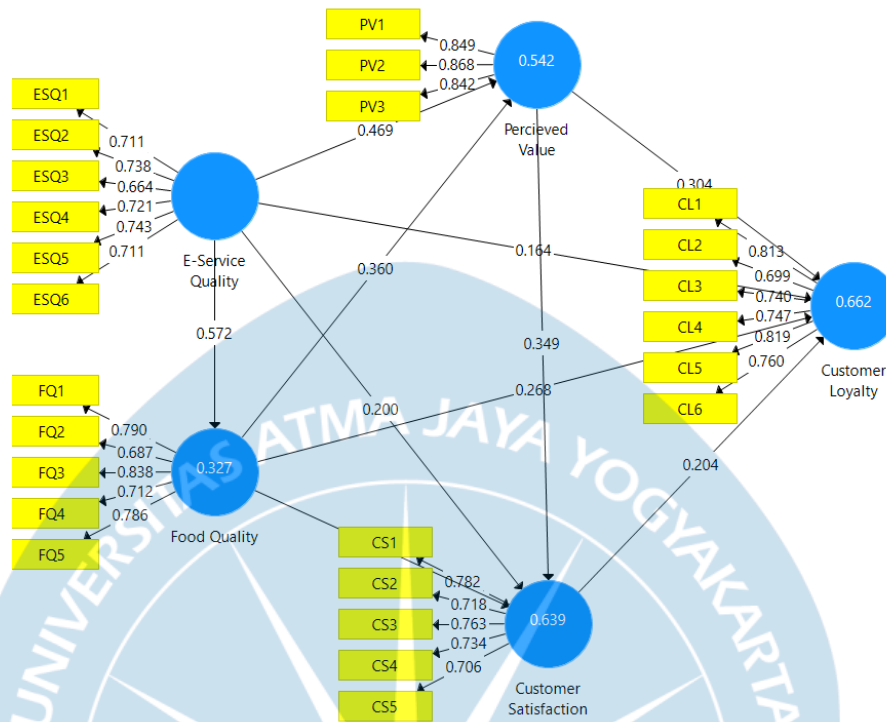 PV1
PV2
PV3
0.849
0.868
0.842
0.542
Percieved
Value
ESQ1
ESQ2
ESQ3
ESQ4
ESQ5
ESQ6
0.711
0.738
0.664
0.721
0.743
0.711
E-Service
Quality
0.469
0.360
0.304
0.164
0.572
0.349
0.200
0.268
0.204
CL1
CL2
CL3
CL4
CL5
CL6
0.813
0.699
0.740
0.747
0.819
0.760
0.662
Customer
Loyalty
FQ1
FQ2
FQ3
FQ4
FQ5
0.790
0.687
0.838
0.712
0.786
0.327
Food Quality
CS1
CS2
CS3
CS4
CS5
0.782
0.718
0.763
0.734
0.706
0.639
Customer
Satisfaction
UNIVERSITAS ATMA JAYA YOGYAKARTA